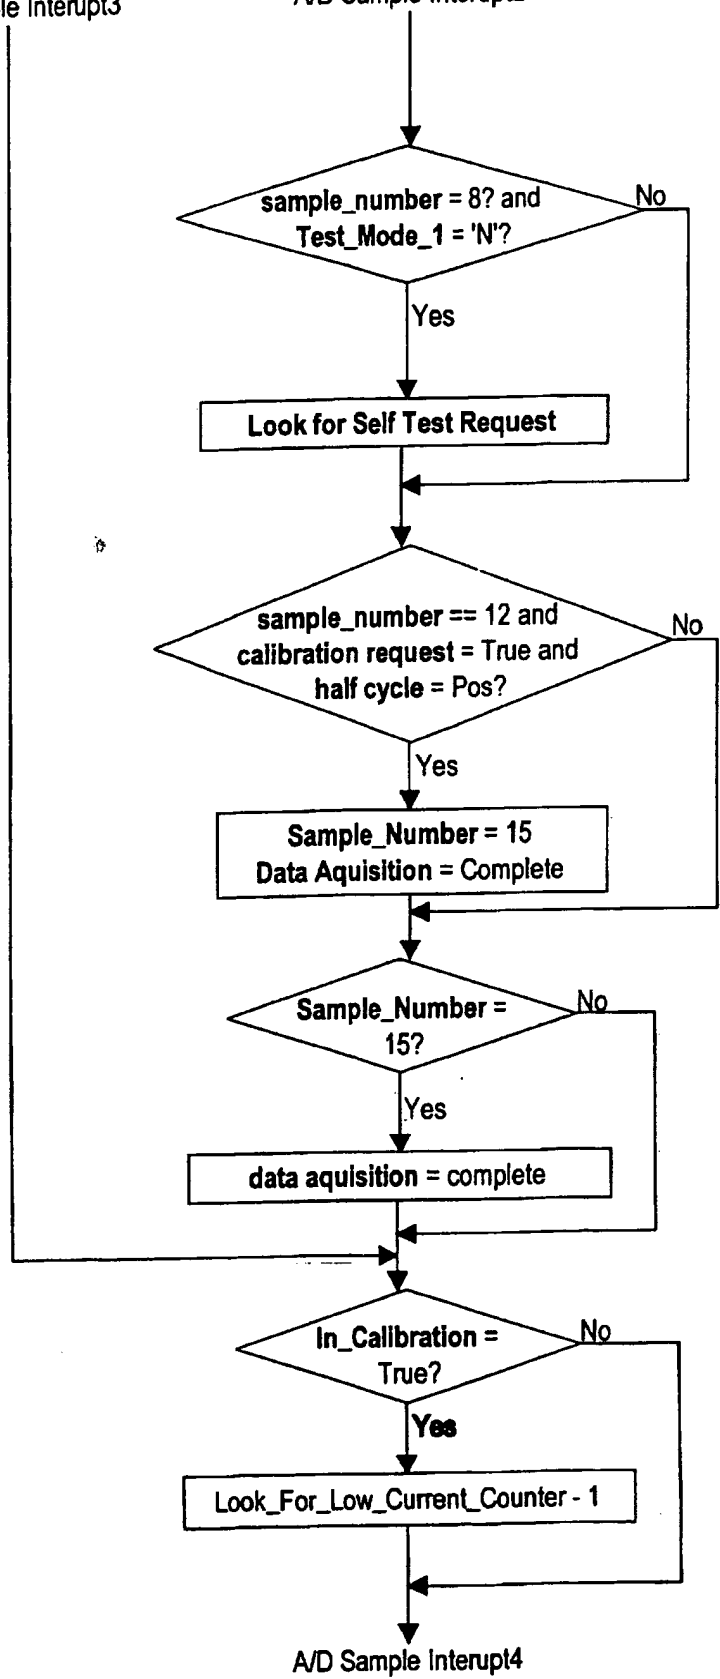 le Interupt3
A/D Sample Interupt2
sample_number = 8? and
Test_Mode_1 = 'N'?
No
Yes
Look for Self Test Request
sample_number == 12 and
calibration request = True and
half cycle = Pos?
No
Yes
Sample_Number = 15
Data Aquisition = Complete
Sample_Number =
15?
No
Yes
data aquisition = complete
In_Calibration =
True?
No
Yes
Look_For_Low_Current_Counter - 1
A/D Sample Interupt4